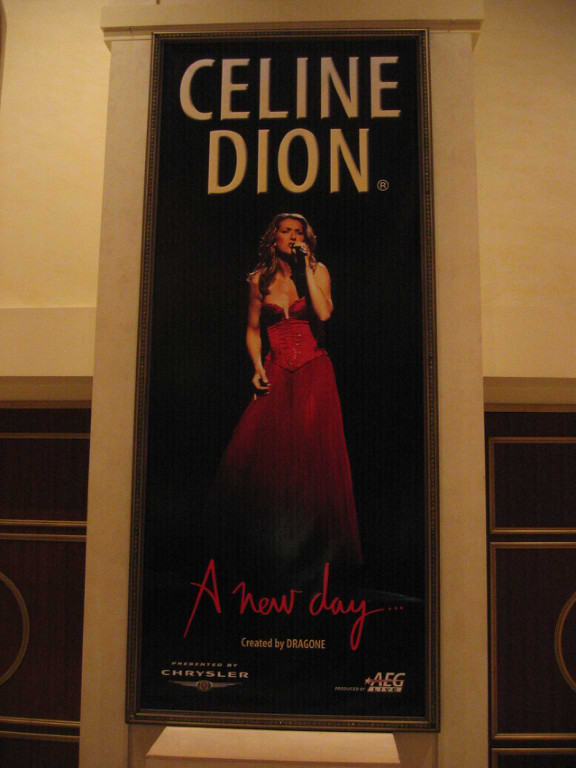 CELINE
DION®
A new day...
Created by DRAGONE
PRESENTED BY
CHRYSLER
PRODUCED BY AEG
LIVE